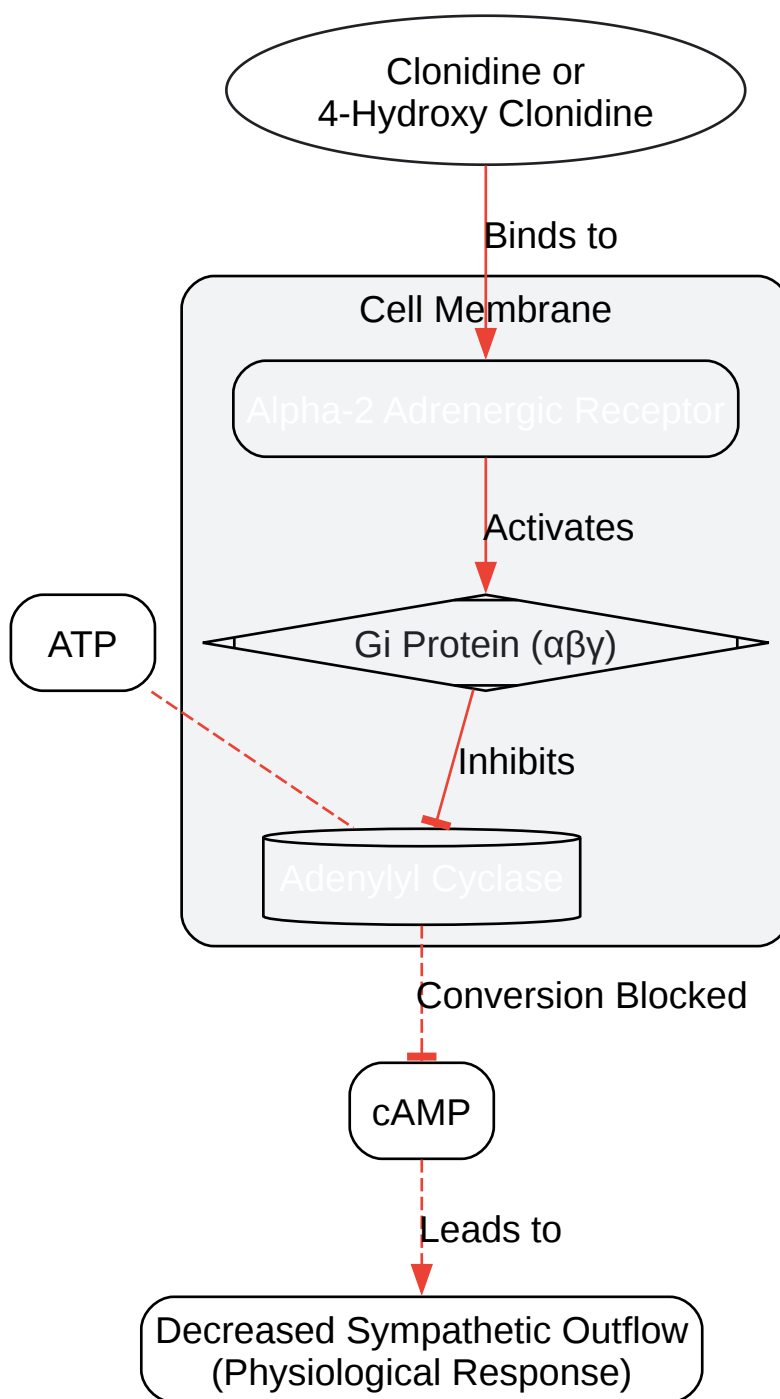 Clonidine or
4-Hydroxy Clonidine
Binds to
Cell Membrane
Alpha-2 Adrenergic Receptor
Activates
ATP
Gi Protein (αβγ)
Inhibits
Adenylyl Cyclase
Conversion Blocked
cAMP
Leads to
Decreased Sympathetic Outflow
(Physiological Response)